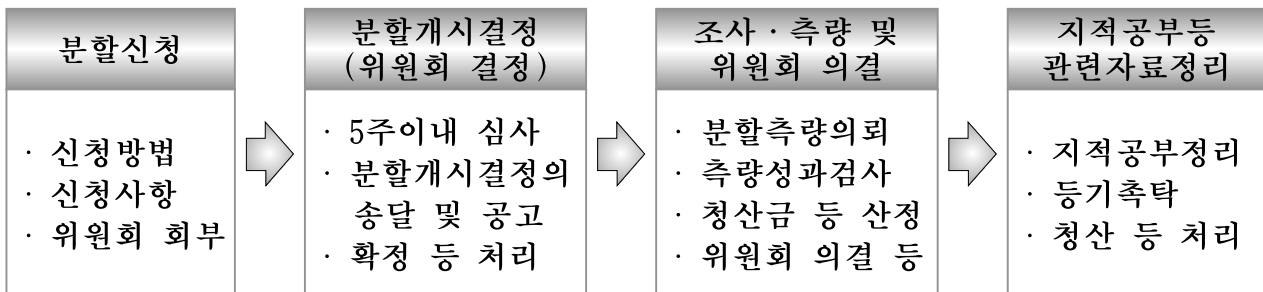 분할신청
· 신청방법
· 신청사항
· 위원회 회부
분할개시결정
(위원회 결정)
· 5주이내 심사
· 분할개시결정의
송달 및 공고
· 확정 등 처리
조사 · 측량 및
위원회 의결
· 분할측량의뢰
· 측량성과검사
· 청산금 등 산정
· 위원회 의결 등
지적공부등
관련자료정리
· 지적공부정리
· 등기촉탁
· 청산 등 처리